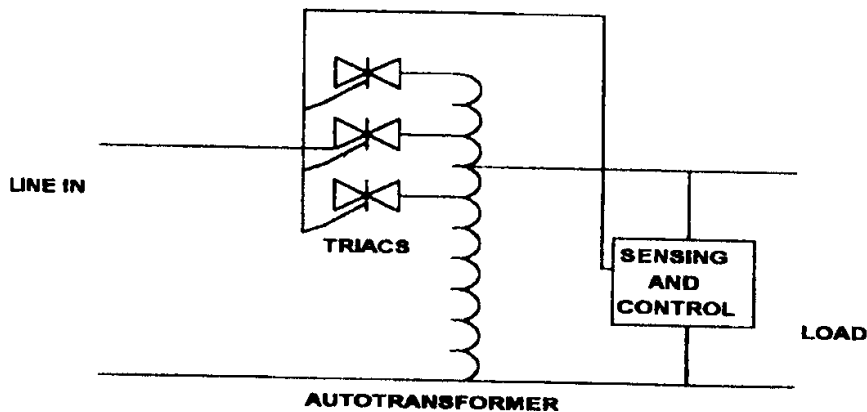 LINE IN
TRIACS
SENSING
AND
CONTROL
LOAD
AUTOTRANSFORMER